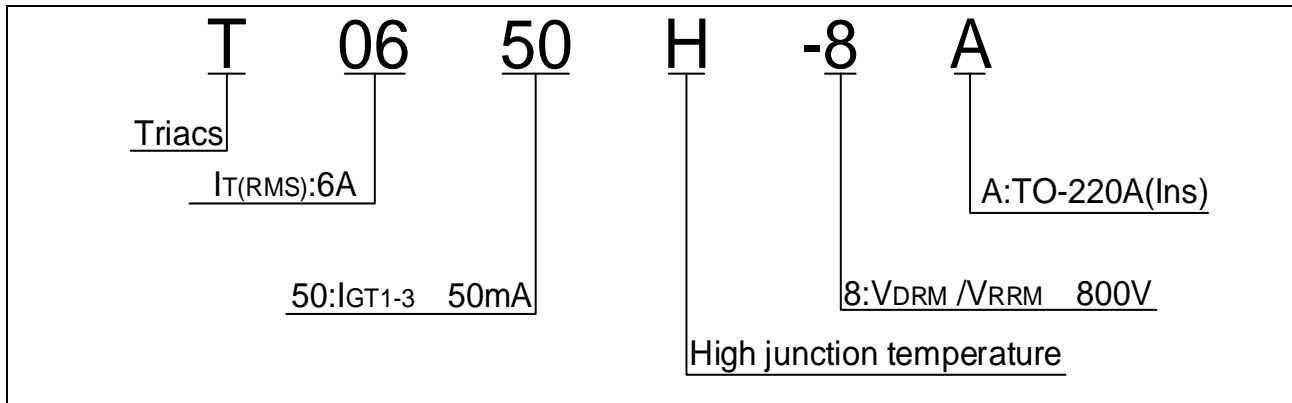 T 06 50 H -8 A
Triacs
IT(RMS):6A
A:TO-220A(Ins)
50:IGT1-3 50mA
8:VDRM /VRRM 800V
High junction temperature